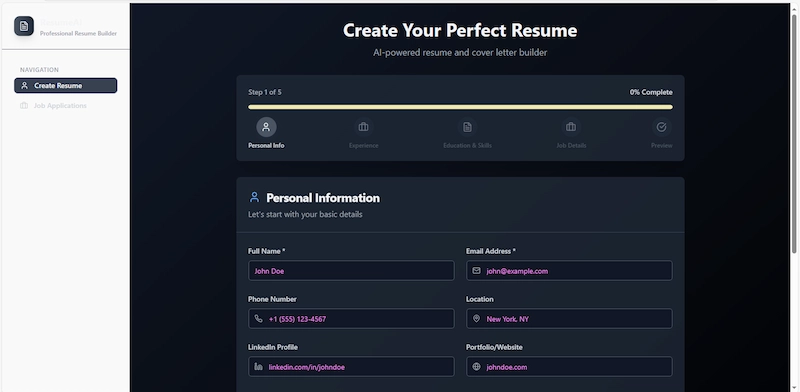 Professional Resume Builder
NAVIGATION
Create Resume
Job Applications
Create Your Perfect Resume
AI-powered resume and cover letter builder
Step 1 of 5
0% Complete
Personal Info
Experience
Education & Skills
Job Details
Preview
Personal Information
Let's start with your basic details
Full Name *
Email Address *
John Doe
john@example.com
Phone Number
Location
+1 (555) 123-4567
New York, NY
LinkedIn Profile
Portfolio/Website
linkedin.com/in/johndoe
johndoe.com